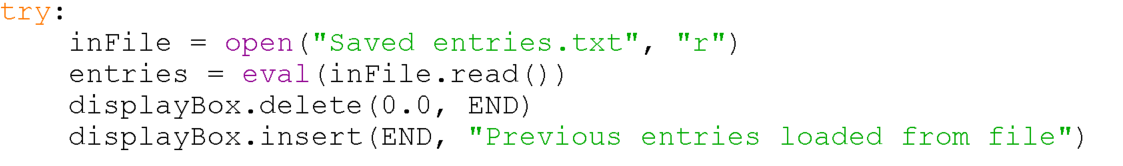 try:
    inFile = open("Saved entries.txt", "r")
    entries = eval(inFile.read())
    displayBox.delete(0.0, END)
    displayBox.insert(END, "Previous entries loaded from file")